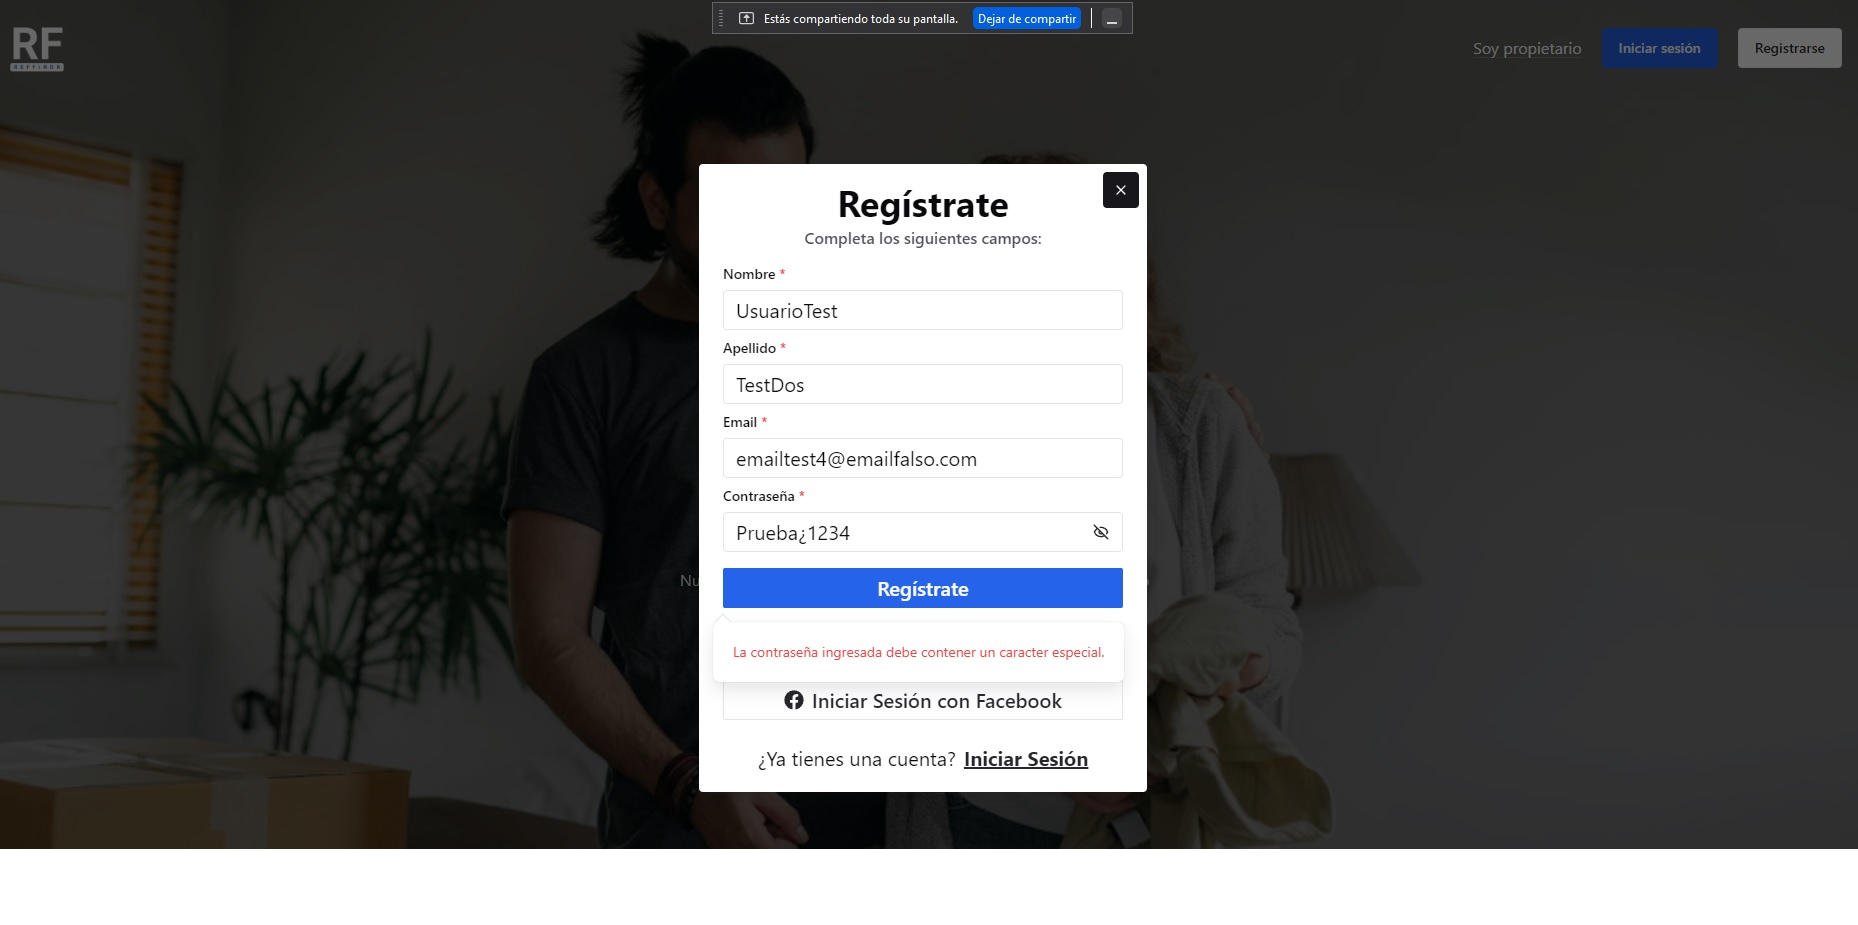 Estás compartiendo toda su pantalla. Dejar de compartir
RF
REFFINDR
Soy propietario Iniciar sesión Registrarse
Regístrate
Completa los siguientes campos:
Nombre *
UsuarioTest
Apellido *
TestDos
Email *
emailtest4@emailfalso.com
Contraseña *
Prueba¿1234
Nu
Regístrate
La contraseña ingresada debe contener un caracter especial.
Iniciar Sesión con Facebook
¿Ya tienes una cuenta? Iniciar Sesión